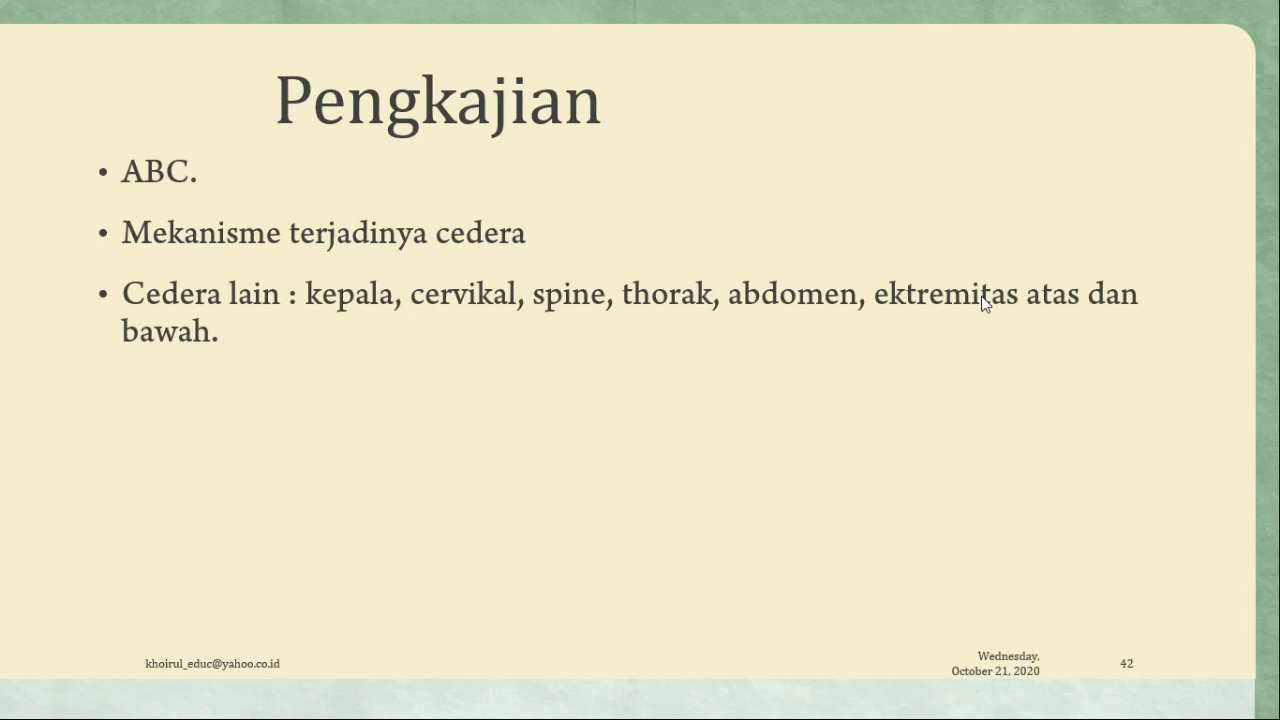 Pengkajian
• ABC.
• Mekanisme terjadinya cedera
• Cedera lain : kepala, cervikal, spine, thorak, abdomen, ektremitas atas dan
bawah.
khoirul_educ@yahoo.co.id
Wednesday,
October 21, 2020
42